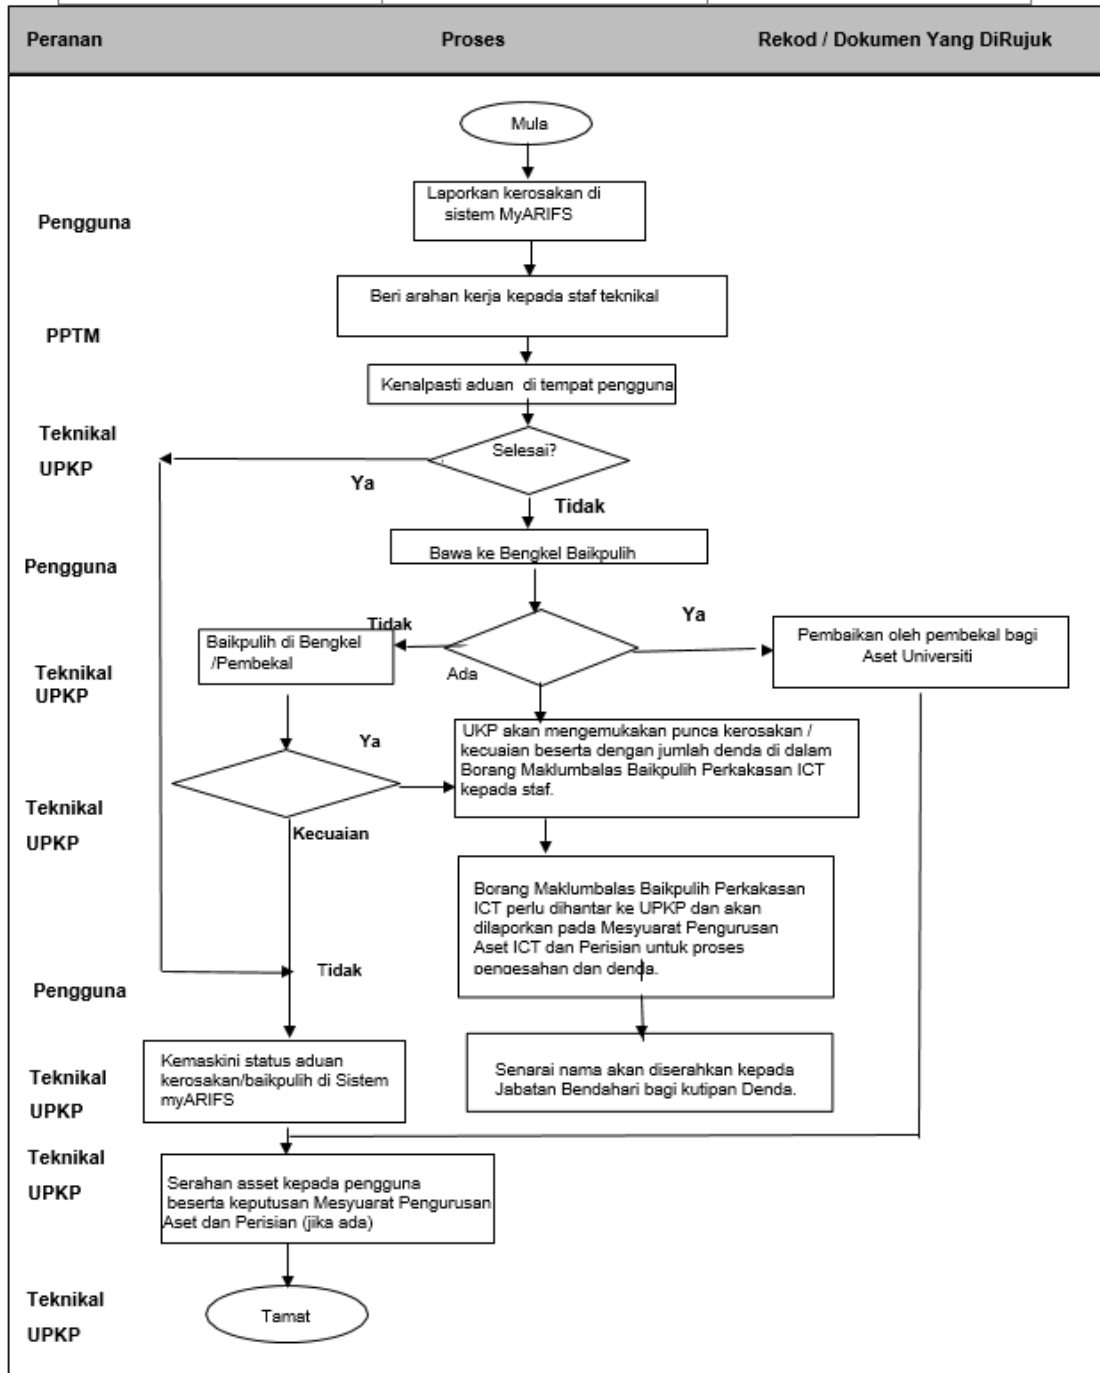 Peranan
Proses
Rekod / Dokumen Yang DiRujuk
Mula
Laporkan kerosakan di
sistem MyARIFS
Pengguna
Beri arahan kerja kepada staf teknikal
PPTM
Kenalpasti aduan di tempat pengguna
Teknikal
UPKP
Selesai?
Ya
Tidak
Bawa ke Bengkel Baikpulih
Pengguna
Tidak
Ya
Baikpulih di Bengkel
/Pembekal
Ada
Pembaikan oleh pembekal bagi
Aset Universiti
Teknikal
UPKP
Ya
UKP akan mengemukakan punca kerosakan /
kecuaian beserta dengan jumlah denda di dalam
Borang Maklumbalas Baikpulih Perkakasan ICT
kepada staf.
Teknikal
UPKP
Kecuaian
Borang Maklumbalas Baikpulih Perkakasan
ICT perlu dihantar ke UPKP dan akan
dilaporkan pada Mesyuarat Pengurusan
Aset ICT dan Perisian untuk proses
pengesahan dan denda.
Tidak
Pengguna
Kemaskini status aduan
kerosakan/baikpulih di Sistem
myARIFS
Senarai nama akan diserahkan kepada
Jabatan Bendahari bagi kutipan Denda.
Teknikal
UPKP
Teknikal
UPKP
Serahan asset kepada pengguna
beserta keputusan Mesyuarat Pengurusan
Aset dan Perisian (jika ada)
Teknikal
UPKP
Tamat